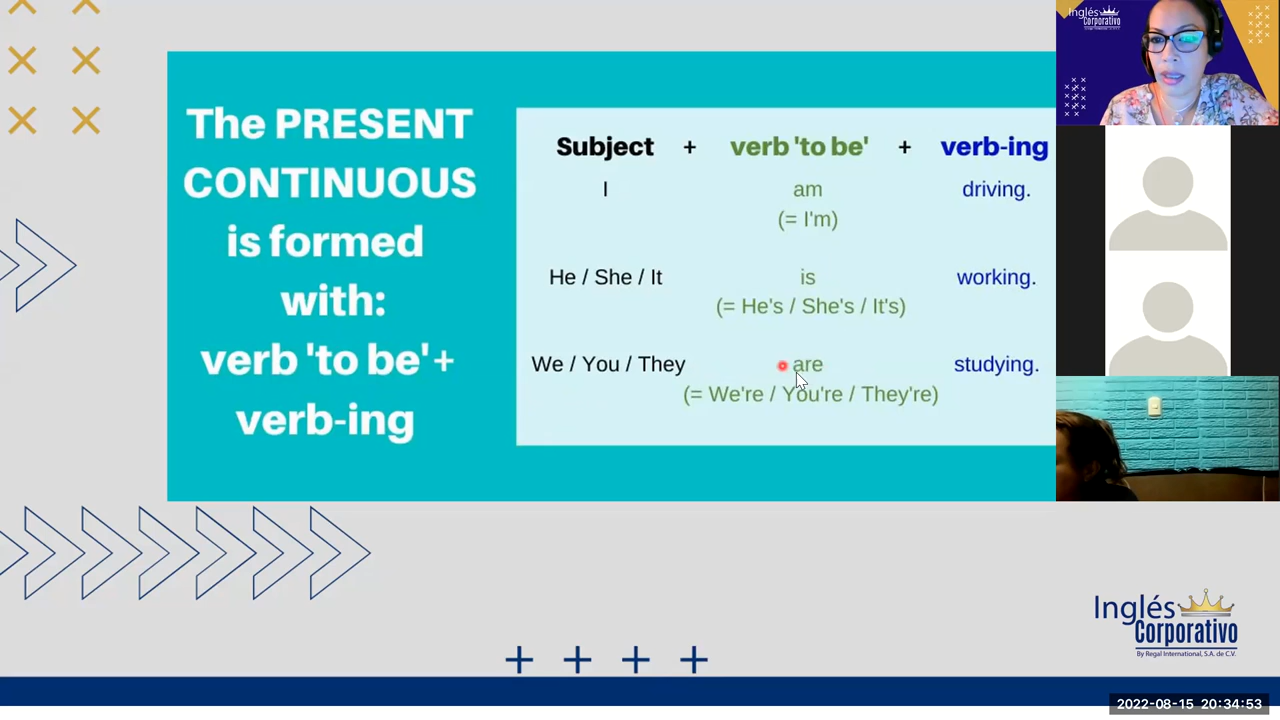 The PRESENT
CONTINUOUS
is formed
with:
verb 'to be'+
verb-ing
Subject + verb 'to be' + verb-ing
I am driving.
(= I'm)
He / She / It is working.
(= He's / She's / It's)
We / You / They are studying.
(= We're / You're / They're)
Inglés
Corporativo
Inglés
Corporativo
By Regal International, S.A. de C.V.
2022-08-15 20:34:53